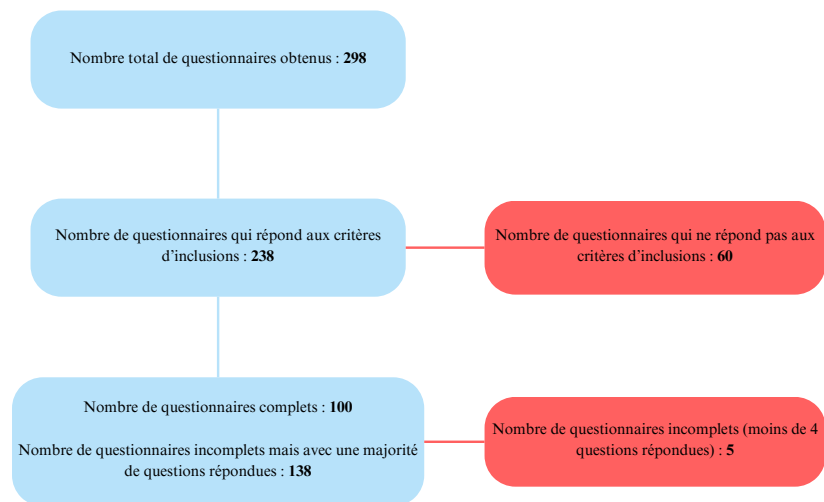 Nombre total de questionnaires obtenus : 298
Nombre de questionnaires qui répond aux critères
d’inclusions : 238
Nombre de questionnaires qui ne répond pas aux
critères d’inclusions : 60
Nombre de questionnaires complets : 100
Nombre de questionnaires incomplets mais avec une majorité
de questions répondues : 138
Nombre de questionnaires incomplets (moins de 4
questions répondues) : 5